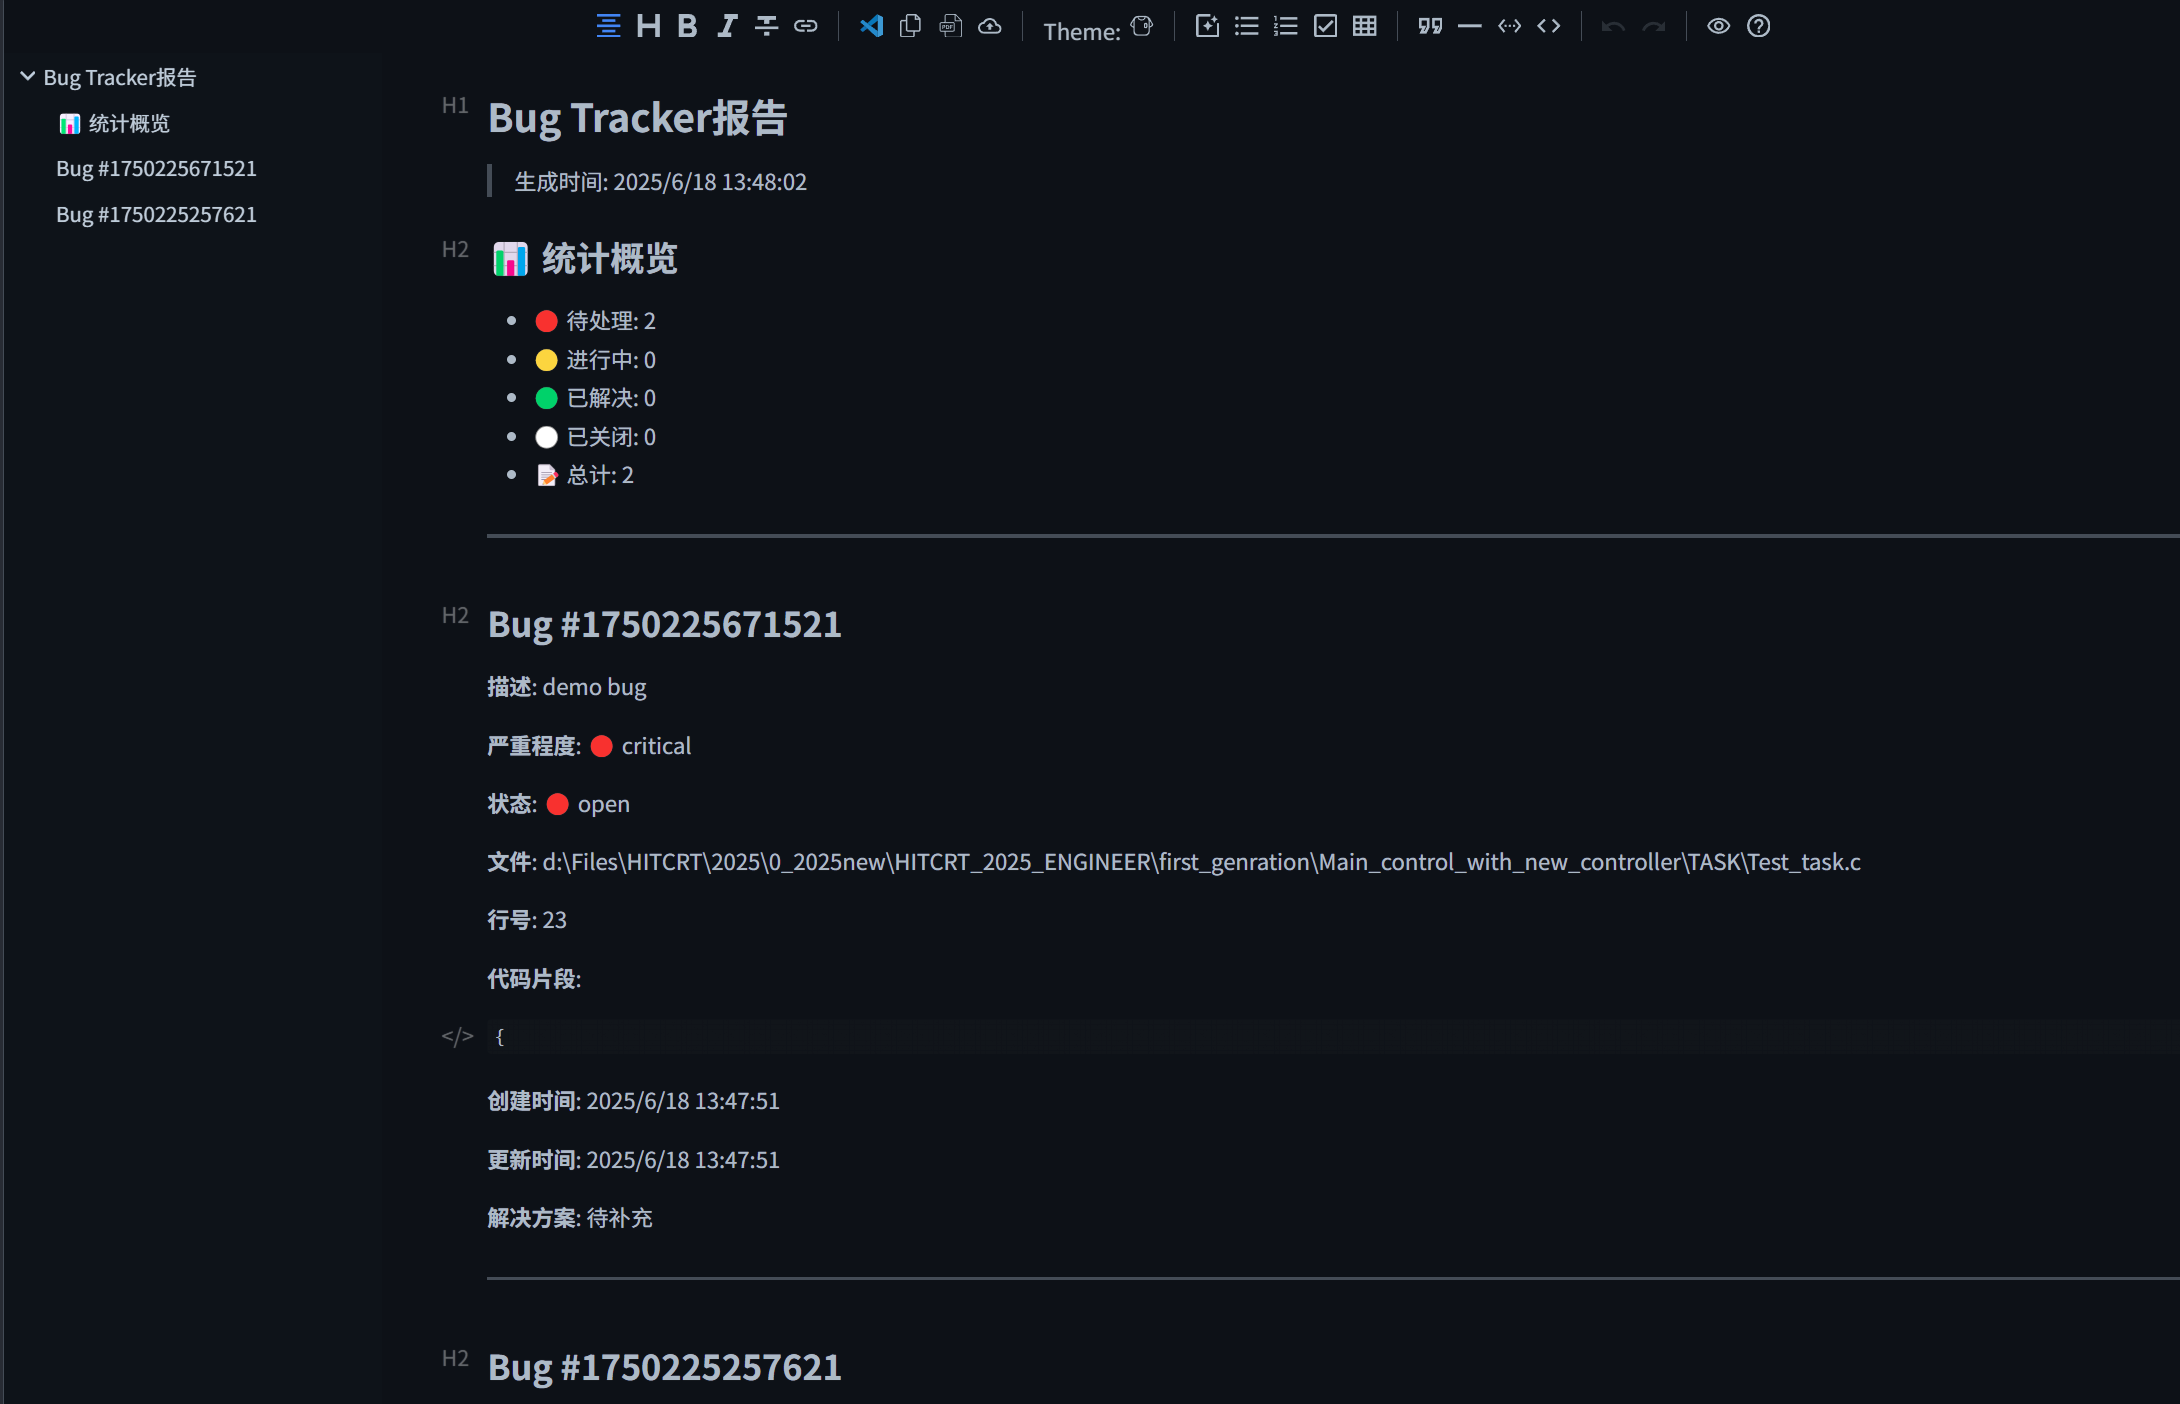 Theme:
Bug Tracker报告
📊 统计概览
Bug #1750225671521
Bug #1750225257621
H1 Bug Tracker报告
生成时间: 2025/6/18 13:48:02
H2 📊 统计概览
🔴 待处理: 2
🟡 进行中: 0
🟢 已解决: 0
⚪ 已关闭: 0
📝 总计: 2
H2 Bug #1750225671521
描述: demo bug
严重程度: 🔴 critical
状态: 🔴 open
文件: d:\Files\HITCRT\2025\0_2025new\HITCRT_2025_ENGINEER\first_genration\Main_control_with_new_controller\TASK\Test_task.c
行号: 23
代码片段:
</> {
创建时间: 2025/6/18 13:47:51
更新时间: 2025/6/18 13:47:51
解决方案: 待补充
H2 Bug #1750225257621